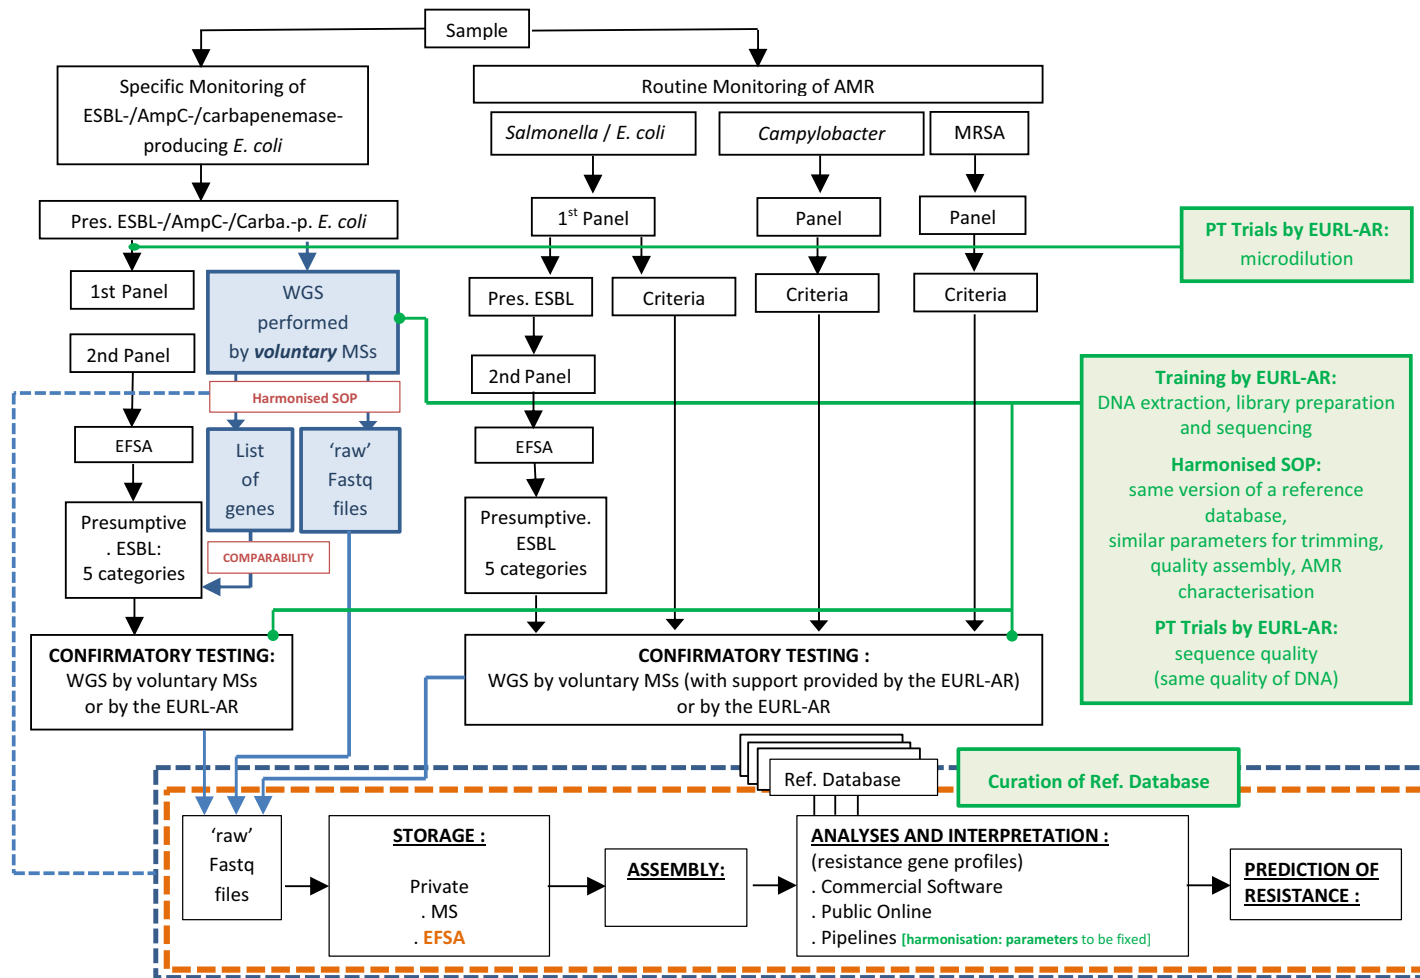 Sample
Specific Monitoring of
ESBL-/AmpC-/carbapenemase-
producing E. coli
Routine Monitoring of AMR
Salmonella / E. coli
Campylobacter
MRSA
Pres. ESBL-/AmpC-/Carba.-p. E. coli
1st Panel
Panel
Panel
PT Trials by EURL-AR:
microdilution
1st Panel
WGS
performed
by voluntary MSs
Pres. ESBL
Criteria
Criteria
Criteria
2nd Panel
2nd Panel
Harmonised SOP
Training by EURL-AR:
DNA extraction, library preparation
and sequencing
Harmonised SOP:
same version of a reference
database,
similar parameters for trimming,
quality assembly, AMR
characterisation
PT Trials by EURL-AR:
sequence quality
(same quality of DNA)
EFSA
List
of
genes
‘raw’
Fastq
files
EFSA
Presumptive
. ESBL:
5 categories
COMPARABILITY
Presumptive.
ESBL
5 categories
CONFIRMATORY TESTING:
WGS by voluntary MSs
or by the EURL-AR
CONFIRMATORY TESTING :
WGS by voluntary MSs (with support provided by the EURL-AR)
or by the EURL-AR
Ref. Database
Curation of Ref. Database
‘raw’
Fastq
files
STORAGE :
Private
. MS
. EFSA
ASSEMBLY:
ANALYSES AND INTERPRETATION :
(resistance gene profiles)
. Commercial Software
. Public Online
. Pipelines [harmonisation: parameters to be fixed]
PREDICTION OF
RESISTANCE :